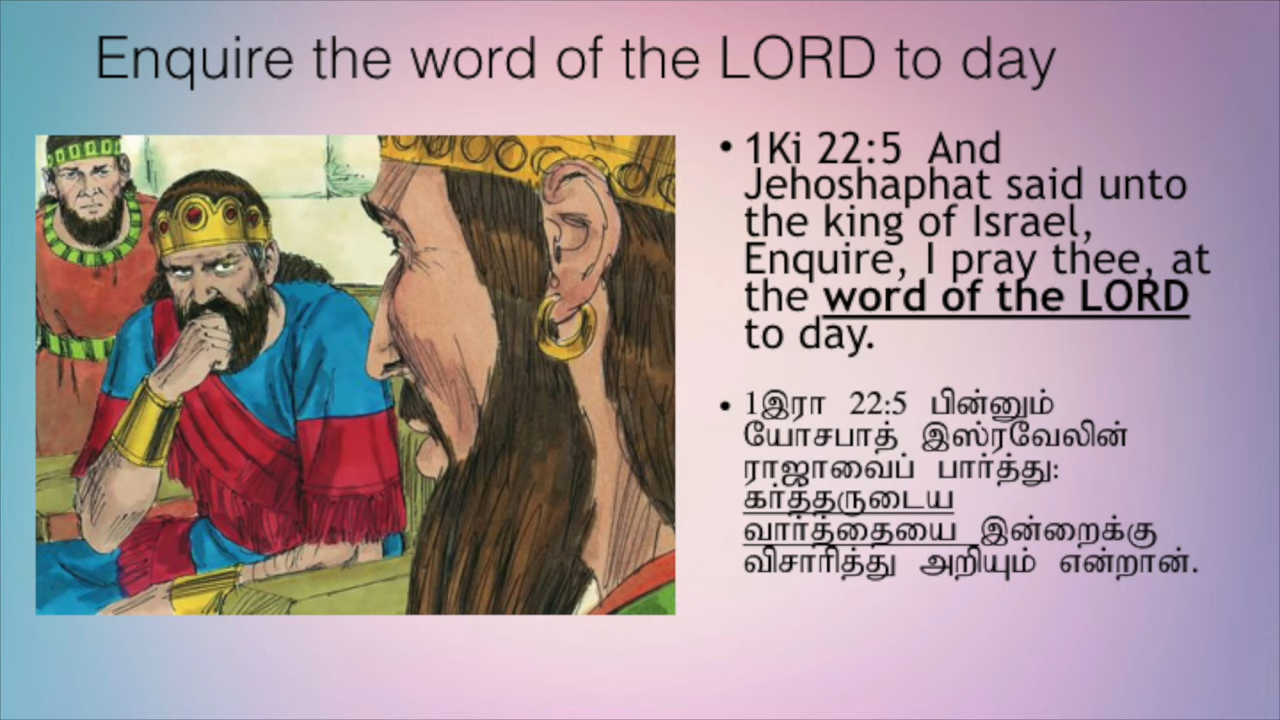 Enquire the word of the LORD to day
• 1Ki 22:5 And
Jehoshaphat said unto
the king of Israel,
Enquire, I pray thee, at
the word of the LORD
to day.
• 1இரா 22:5 பின்னும்
யோசபாத் இஸ்ரவேலின்
ராஜாவைப் பார்த்து:
கர்த்தருடைய
வார்த்தையை இன்றைக்கு
விசாரித்து அறியும் என்றான்.